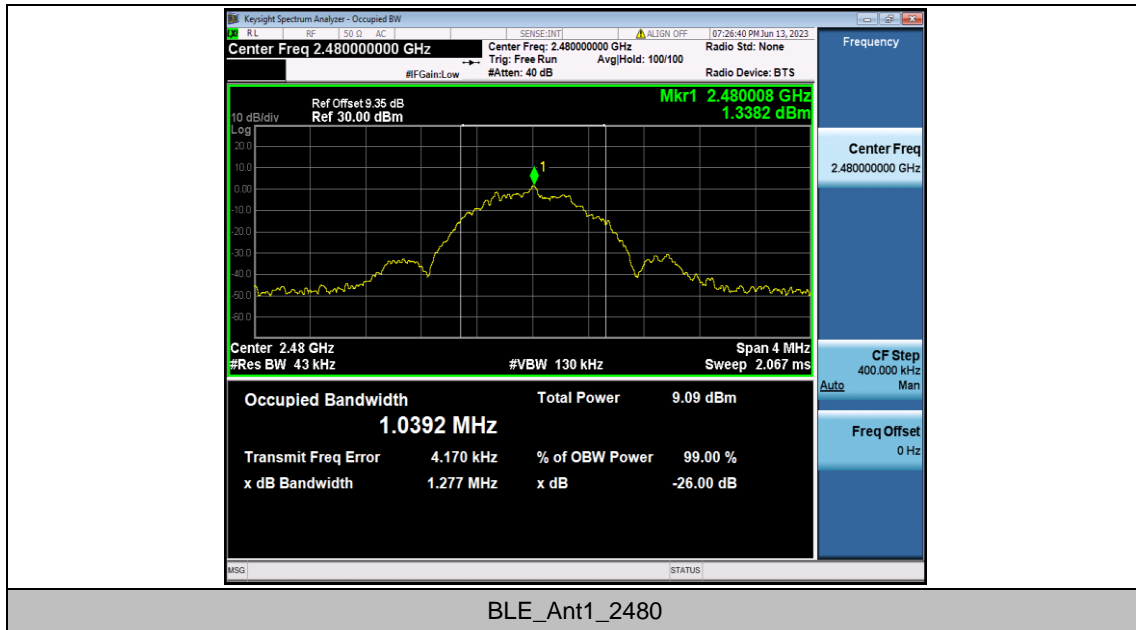 Keysight Spectrum Analyzer - Occupied BW
RL RF 50 Ω AC SENSE:INT ALIGN OFF 07:26:40 PM Jun 13, 2023
Center Freq 2.480000000 GHz Center Freq: 2.480000000 GHz Radio Std: None
Trig: Free Run Avg|Hold: 100/100
#IFGain:Low #Atten: 40 dB Radio Device: BTS
Frequency
Mkr1 2.480008 GHz
1.3382 dBm
Ref Offset 9.35 dB
10 dB/div Ref 30.00 dBm
Log
20.0
10.0
0.00
-10.0
-20.0
-30.0
-40.0
-50.0
-60.0
1
Center 2.48 GHz Span 4 MHz
#Res BW 43 kHz #VBW 130 kHz Sweep 2.067 ms
Occupied Bandwidth Total Power 9.09 dBm
1.0392 MHz
Transmit Freq Error 4.170 kHz % of OBW Power 99.00 %
x dB Bandwidth 1.277 MHz x dB -26.00 dB
Center Freq
2.480000000 GHz
CF Step
400.000 kHz
Auto Man
Freq Offset
0 Hz
MSG STATUS
BLE_Ant1_2480